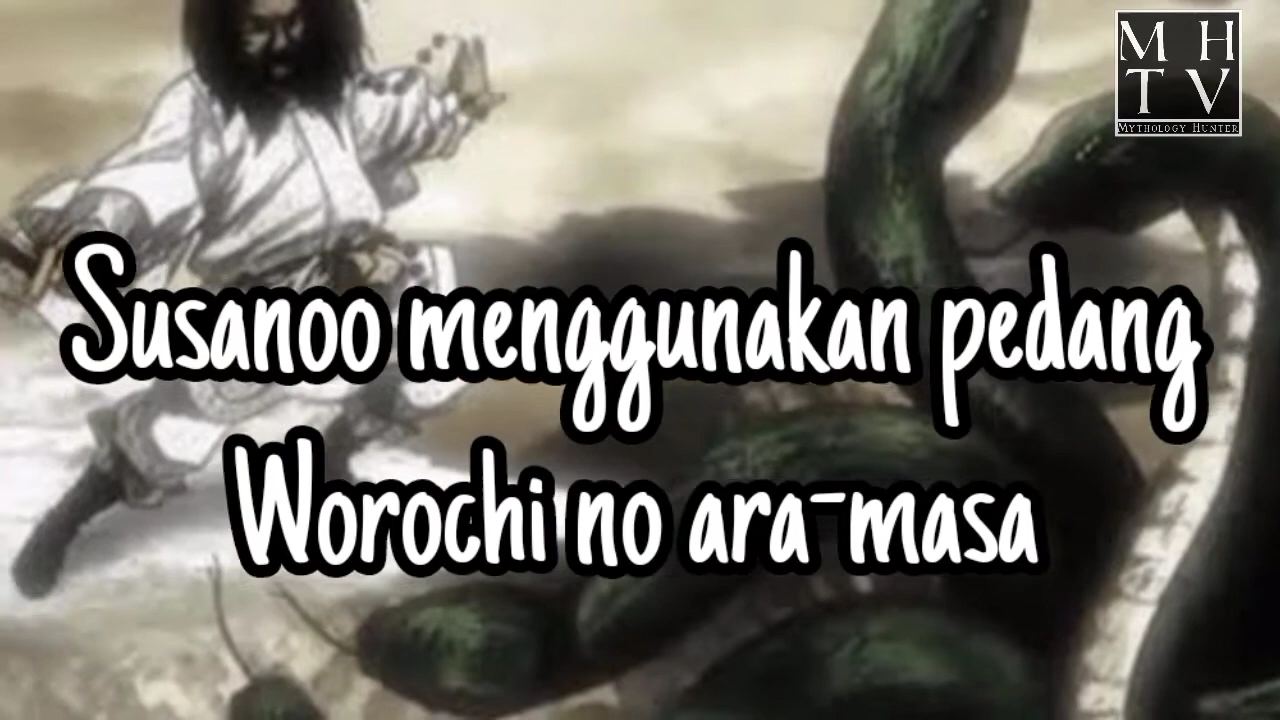 M H
T V
MYTHOLOGY HUNTER
Susanoo menggunakan pedang
Worochi no ara-masa